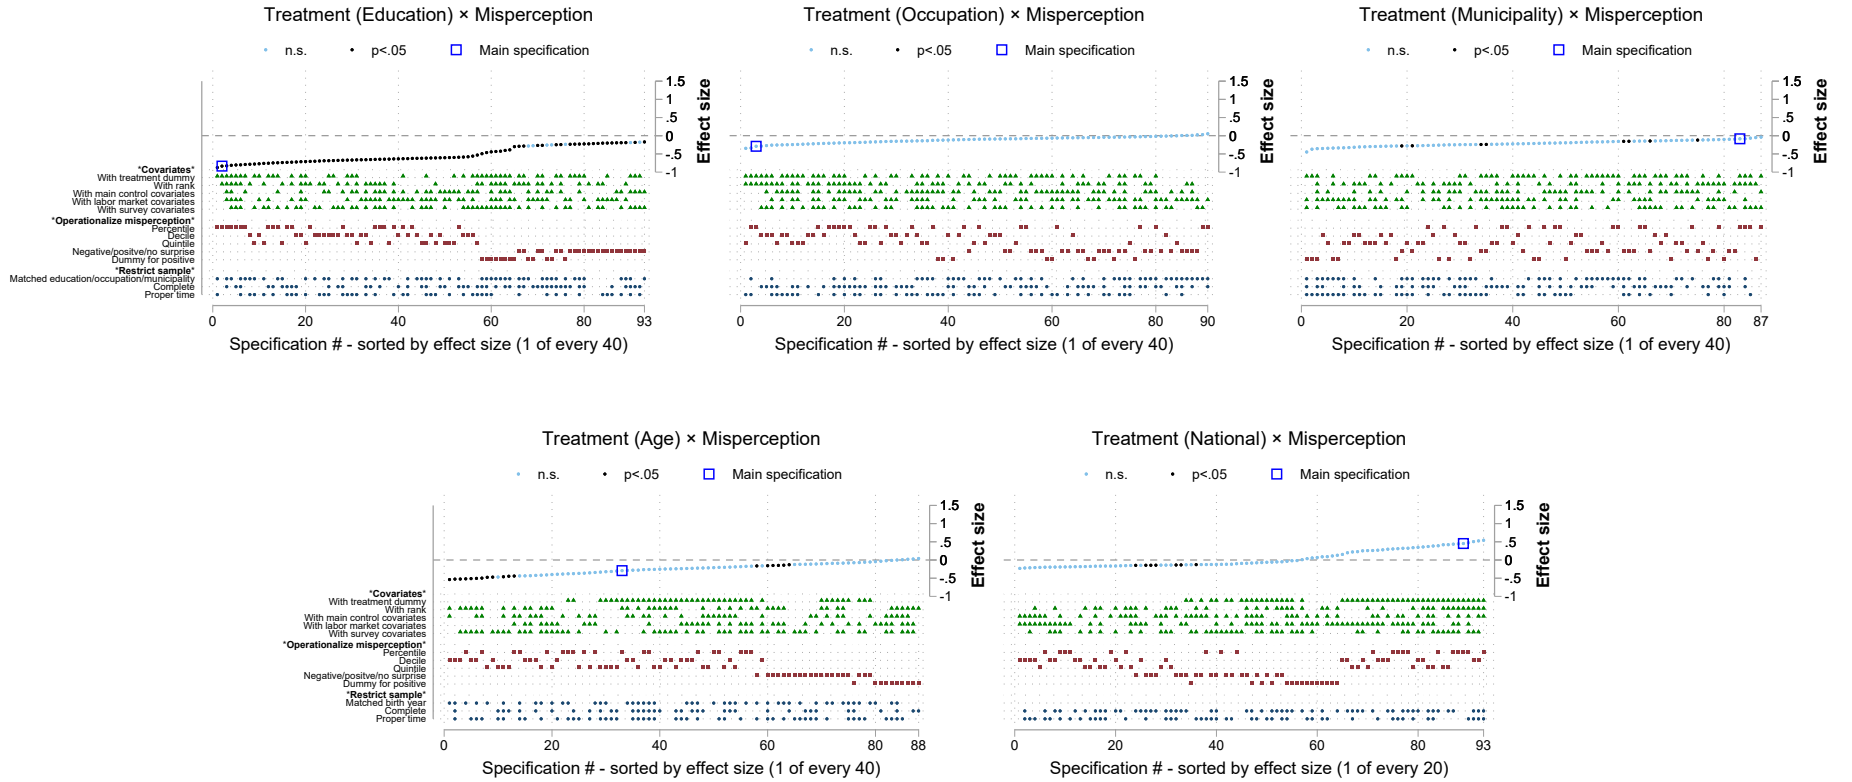 Treatment (Education) × Misperception
n.s. p<.05 Main specification
1.5
1
.5
0
-.5
-1
Effect size
*Covariates*
With treatment dummy
With rank
With main control covariates
With labor market covariates
With survey covariates
*Operationalize misperception*
Percentile
Decile
Quintile
Negative/positve/no surprise
Dummy for positive
*Restrict sample*
Matched education/occupation/municipality
Complete
Proper time
0 20 40 60 80 93
Specification # - sorted by effect size (1 of every 40)
Treatment (Occupation) × Misperception
n.s. p<.05 Main specification
1.5
1
.5
0
-.5
-1
Effect size
0 20 40 60 80 90
Specification # - sorted by effect size (1 of every 40)
Treatment (Municipality) × Misperception
n.s. p<.05 Main specification
1.5
1
.5
0
-.5
-1
Effect size
0 20 40 60 80 87
Specification # - sorted by effect size (1 of every 40)
Treatment (Age) × Misperception
n.s. p<.05 Main specification
1.5
1
.5
0
-.5
-1
Effect size
*Covariates*
With treatment dummy
With rank
With main control covariates
With labor market covariates
With survey covariates
*Operationalize misperception*
Percentile
Decile
Quintile
Negative/positve/no surprise
Dummy for positive
*Restrict sample*
Matched birth year
Complete
Proper time
0 20 40 60 80 88
Specification # - sorted by effect size (1 of every 40)
Treatment (National) × Misperception
n.s. p<.05 Main specification
1.5
1
.5
0
-.5
-1
Effect size
0 20 40 60 80 93
Specification # - sorted by effect size (1 of every 20)